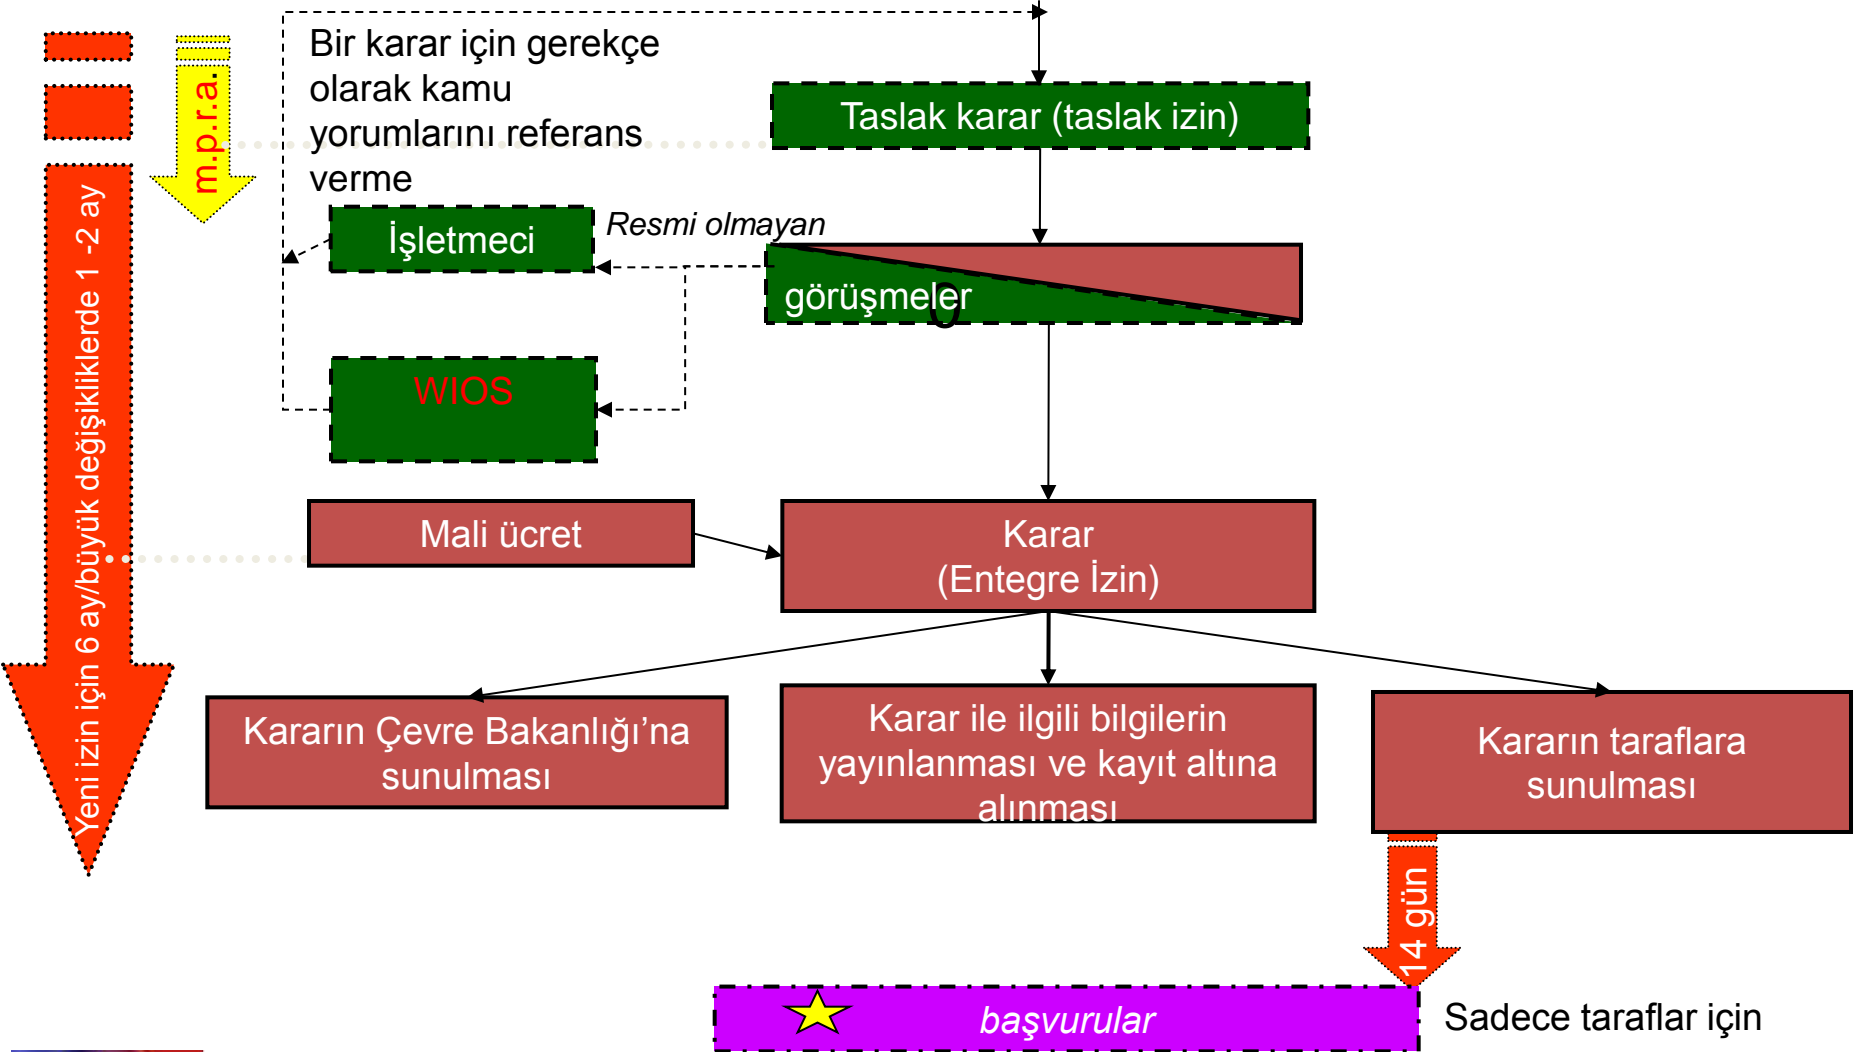 Bir karar için gerekçe
olarak kamu
yorumlarını referans
verme
m.p.r.a.
Taslak karar (taslak izin)
Yeni izin için 6 ay/büyük değişikliklerde 1 -2 ay
İşletmeci
Resmi olmayan
görüşmeler
0
WIOS
Mali ücret
Karar
(Entegre İzin)
Kararın Çevre Bakanlığı’na
sunulması
Karar ile ilgili bilgilerin
yayınlanması ve kayıt altına
alınması
Kararın taraflara
sunulması
14 gün
başvurular
Sadece taraflar için